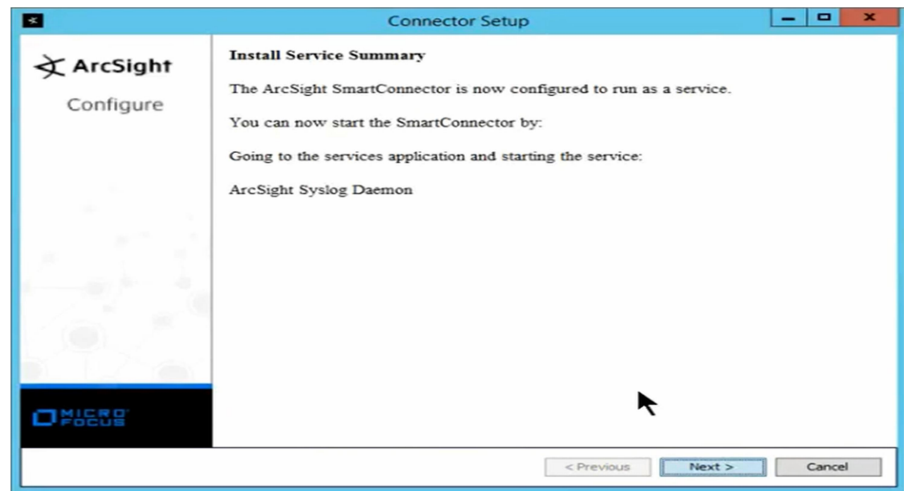 Connector Setup
ArcSight
Configure
Install Service Summary
The ArcSight SmartConnector is now configured to run as a service.
You can now start the SmartConnector by:
Going to the services application and starting the service:
ArcSight Syslog Daemon
MICRO
FOCUS
< Previous
Next >
Cancel